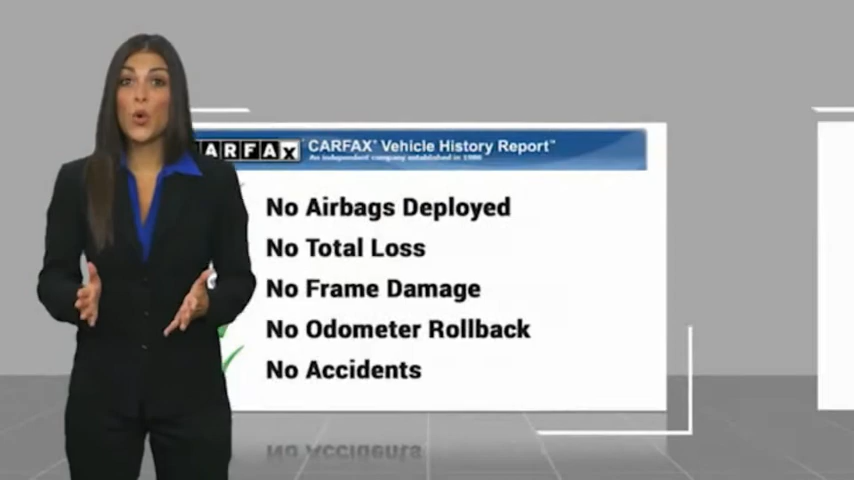 CARFAX CARFAX® Vehicle History Report™
An independent company established in 1986
No Airbags Deployed
No Total Loss
No Frame Damage
No Odometer Rollback
No Accidents